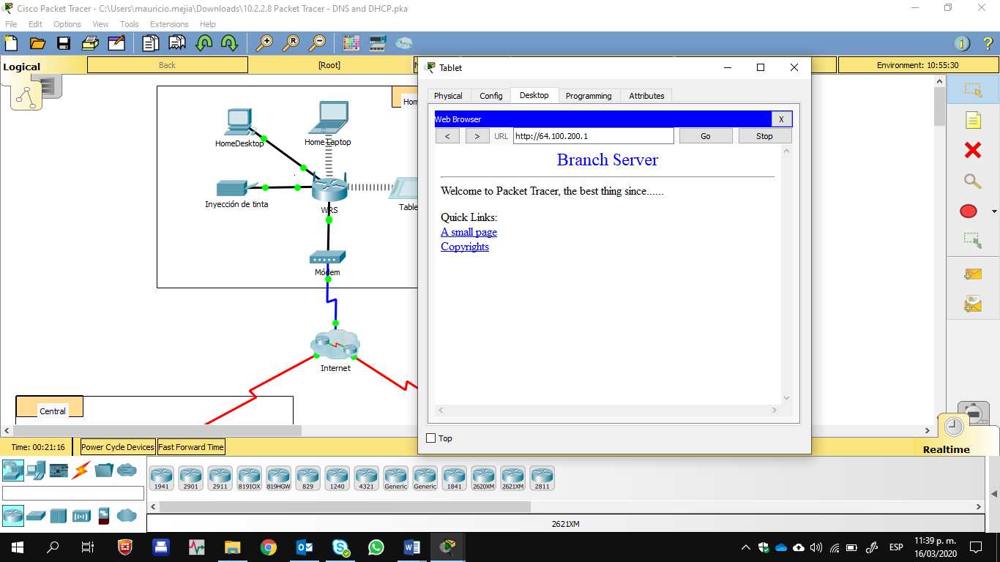 Cisco Packet Tracer - C:\Users\mauricio.mejia\Downloads\10.2.2.8 Packet Tracer - DNS and DHCP.pka
File Edit Options View Tools Extensions Help
Logical
Back
[Root]
Environment: 10:55:30
Hom
HomeDesktop
Home Laptop
Inyección de tinta
WRS
Table
Módem
Internet
Central
Tablet
Physical Config Desktop Programming Attributes
Web Browser
X
< > URL http://64.100.200.1 Go Stop
Branch Server
Welcome to Packet Tracer, the best thing since......
Quick Links:
A small page
Copyrights
Top
Time: 00:21:16 Power Cycle Devices Fast Forward Time
Realtime
1941 2901 2911 819IOX 819HGW 829 1240 4321 Generic Generic 1841 2620XM 2621XM 2811
2621XM
ESP
11:39 p. m.
16/03/2020